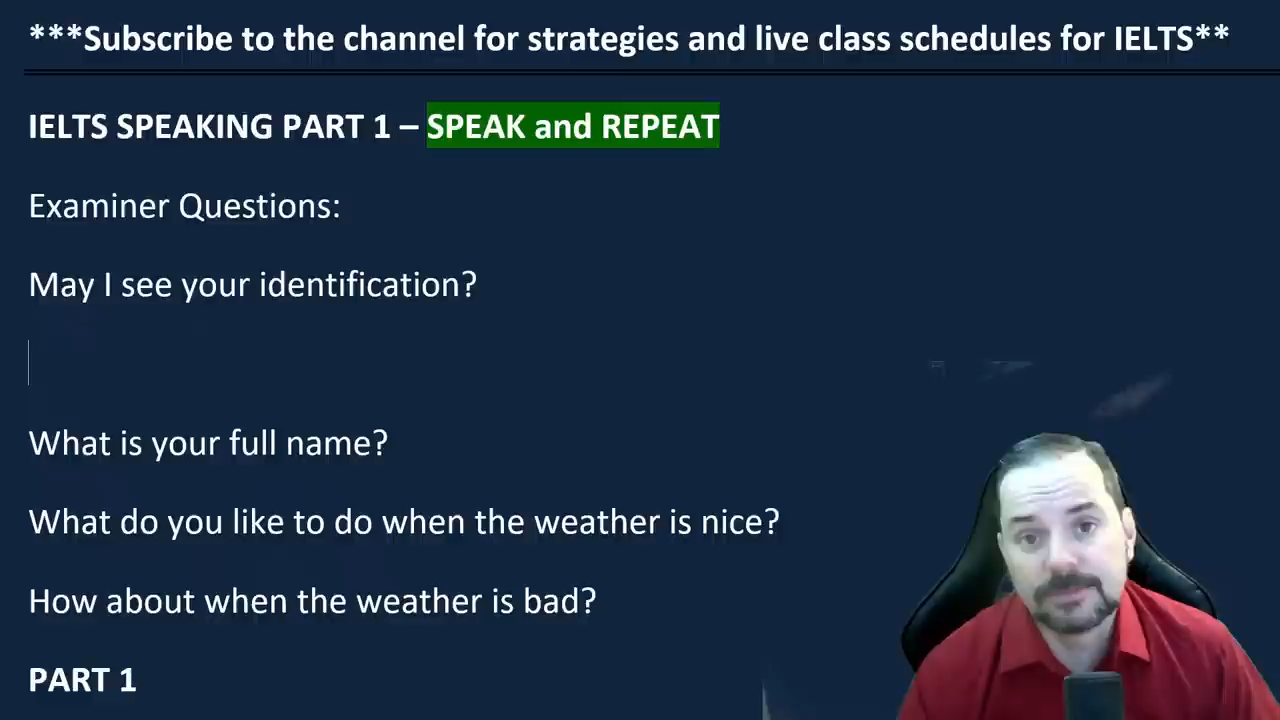 ***Subscribe to the channel for strategies and live class schedules for IELTS**
IELTS SPEAKING PART 1 – SPEAK and REPEAT
Examiner Questions:
May I see your identification?
What is your full name?
What do you like to do when the weather is nice?
How about when the weather is bad?
PART 1